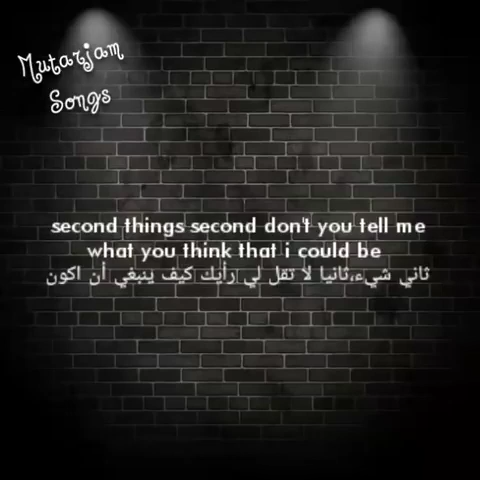 Mutarjam
Songs
second things second don't you tell me
what you think that i could be
ثاني شيء،ثانيا لا تقل لي رأيك كيف ينبغي أن اكون